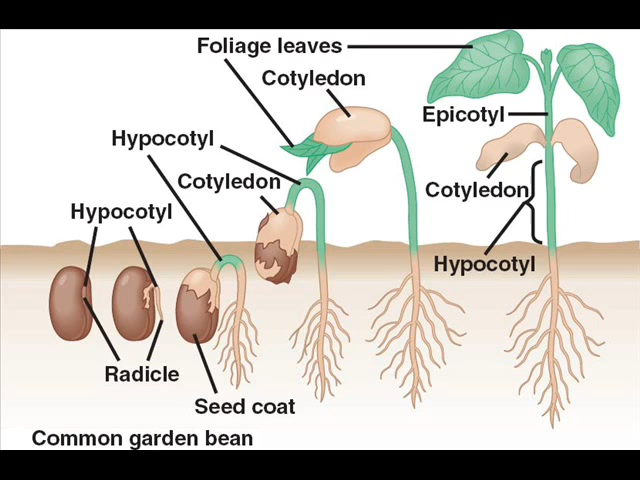 Foliage leaves
Cotyledon
Epicotyl
Hypocotyl
Cotyledon
Cotyledon
Hypocotyl
Hypocotyl
Radicle
Seed coat
Common garden bean